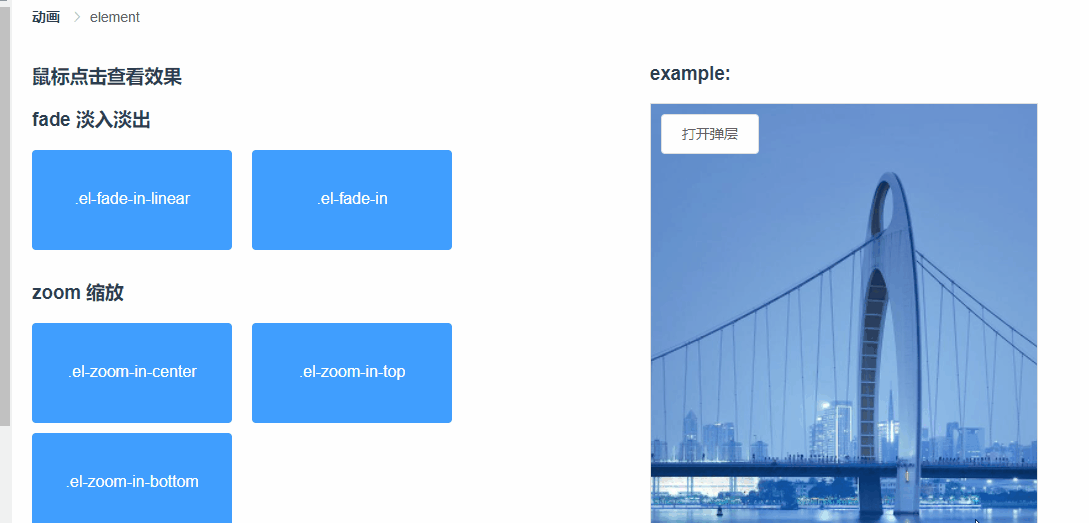 动画 > element
鼠标点击查看效果
fade 淡入淡出
.el-fade-in-linear
.el-fade-in
zoom 缩放
.el-zoom-in-center
.el-zoom-in-top
.el-zoom-in-bottom
example:
打开弹层